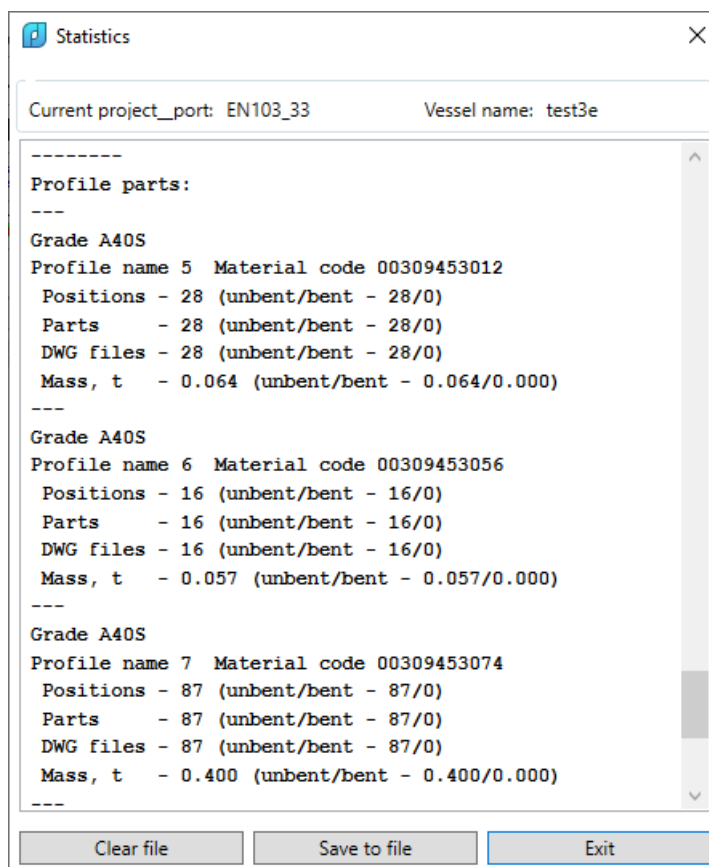 Statistics
Current project__port: EN103_33 Vessel name: test3e
--------
Profile parts:
---
Grade A40S
Profile name 5  Material code 00309453012
 Positions - 28 (unbent/bent - 28/0)
 Parts     - 28 (unbent/bent - 28/0)
 DWG files - 28 (unbent/bent - 28/0)
 Mass, t   - 0.064 (unbent/bent - 0.064/0.000)
---
Grade A40S
Profile name 6  Material code 00309453056
 Positions - 16 (unbent/bent - 16/0)
 Parts     - 16 (unbent/bent - 16/0)
 DWG files - 16 (unbent/bent - 16/0)
 Mass, t   - 0.057 (unbent/bent - 0.057/0.000)
---
Grade A40S
Profile name 7  Material code 00309453074
 Positions - 87 (unbent/bent - 87/0)
 Parts     - 87 (unbent/bent - 87/0)
 DWG files - 87 (unbent/bent - 87/0)
 Mass, t   - 0.400 (unbent/bent - 0.400/0.000)
---
Clear file Save to file Exit